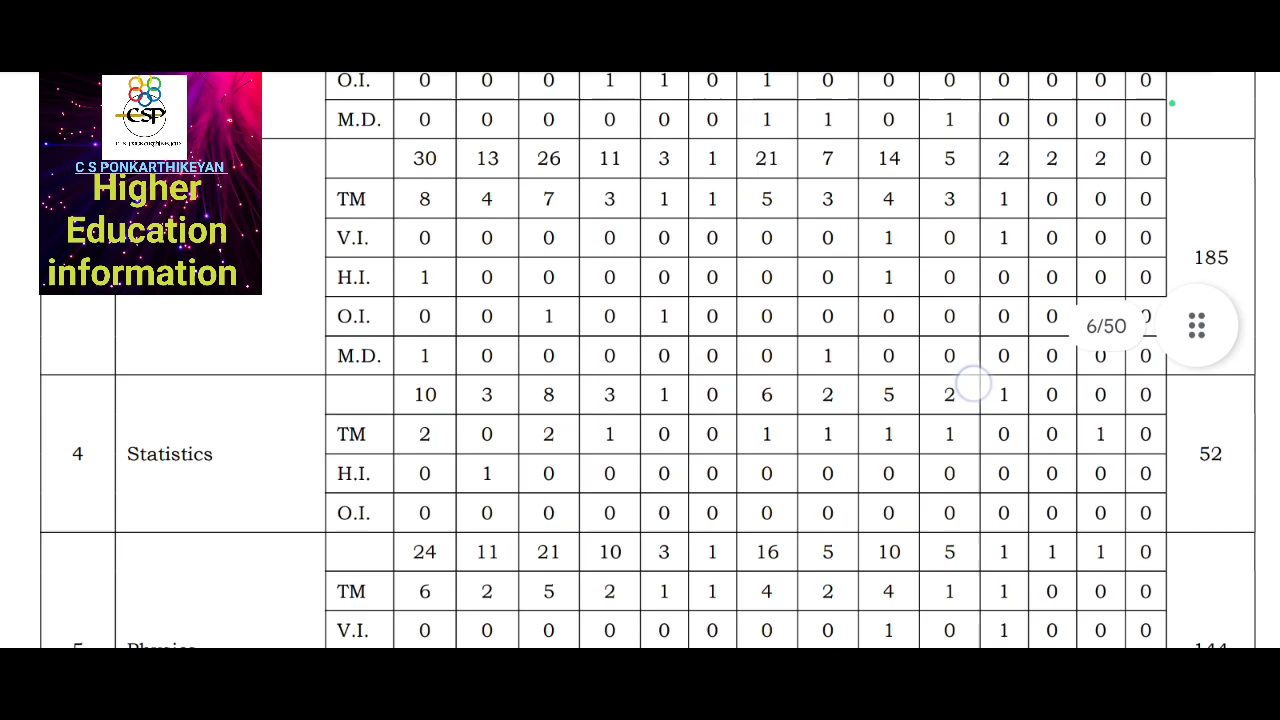 CSP
C S PONKARTHIKEYAN
C S PONKARTHIKEYAN
Higher
Education
information
O.I. 0 0 0 1 1 0 1 0 0 0 0 0 0 0
M.D. 0 0 0 0 0 0 1 1 0 1 0 0 0 0
30 13 26 11 3 1 21 7 14 5 2 2 2 0
TM 8 4 7 3 1 1 5 3 4 3 1 0 0 0
V.I. 0 0 0 0 0 0 0 0 1 0 1 0 0 0
185
H.I. 1 0 0 0 0 0 0 0 1 0 0 0 0 0
O.I. 0 0 1 0 1 0 0 0 0 0 0 0 0
6/50
M.D. 1 0 0 0 0 0 0 1 0 0 0 0 0 0
10 3 8 3 1 0 6 2 5 2 1 0 0 0
TM 2 0 2 1 0 0 1 1 1 1 0 0 1 0
4 Statistics 52
H.I. 0 1 0 0 0 0 0 0 0 0 0 0 0 0
O.I. 0 0 0 0 0 0 0 0 0 0 0 0 0 0
24 11 21 10 3 1 16 5 10 5 1 1 1 0
TM 6 2 5 2 1 1 4 2 4 1 1 0 0 0
V.I. 0 0 0 0 0 0 0 0 1 0 1 0 0 0
5 Physics 144